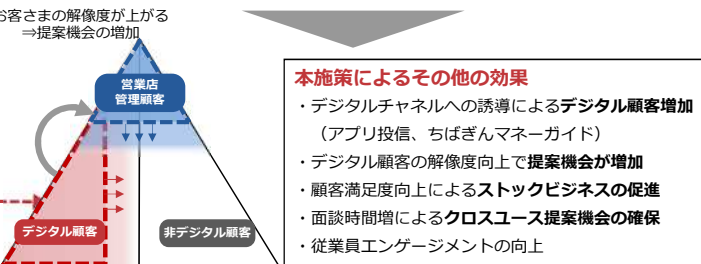 お客さまの解像度が上がる
⇒提案機会の増加
営業店
管理顧客
デジタル顧客
非デジタル顧客
本施策によるその他の効果
・デジタルチャネルへの誘導によるデジタル顧客増加
（アプリ投信、ちばぎんマネーガイド）
・デジタル顧客の解像度向上で提案機会が増加
・顧客満足度向上によるストックビジネスの促進
・面談時間増によるクロスユース提案機会の確保
・従業員エンゲージメントの向上